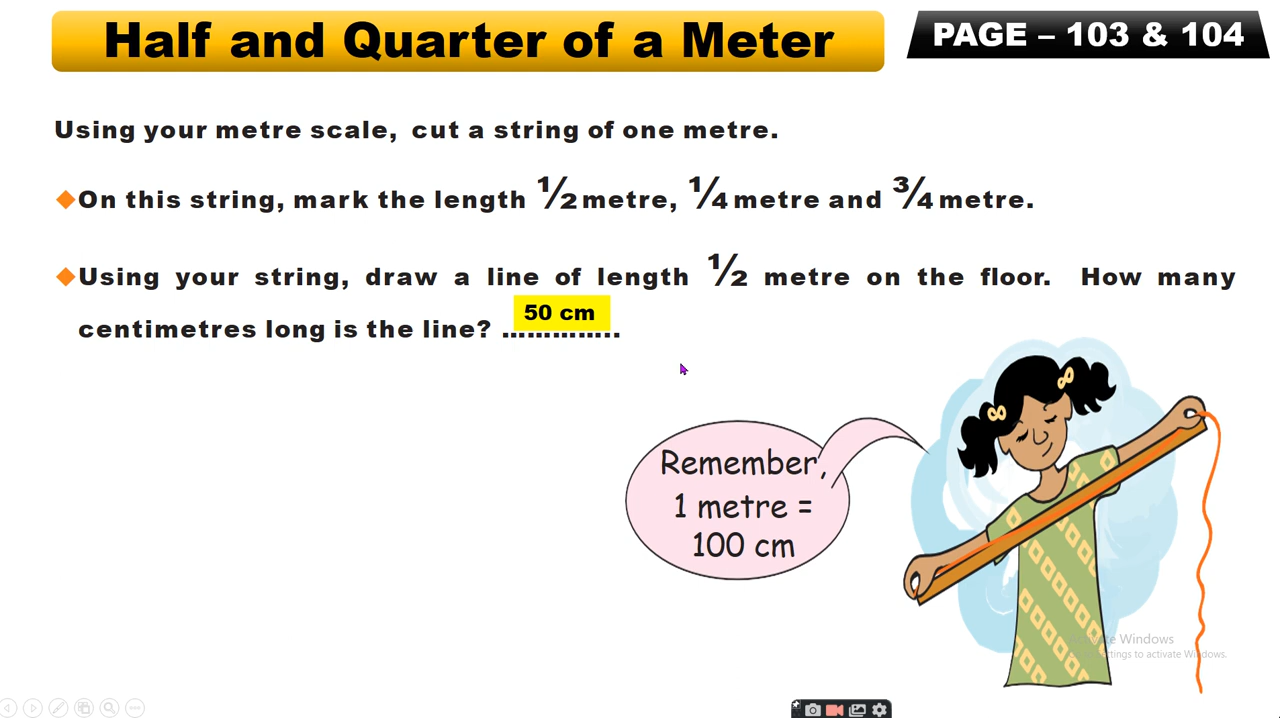 Half and Quarter of a Meter
PAGE – 103 & 104
Using your metre scale, cut a string of one metre.
On this string, mark the length ½ metre, ¼ metre and ¾ metre.
Using your string, draw a line of length ½ metre on the floor. How many
50 cm
centimetres long is the line? ..............
Remember,
1 metre =
100 cm